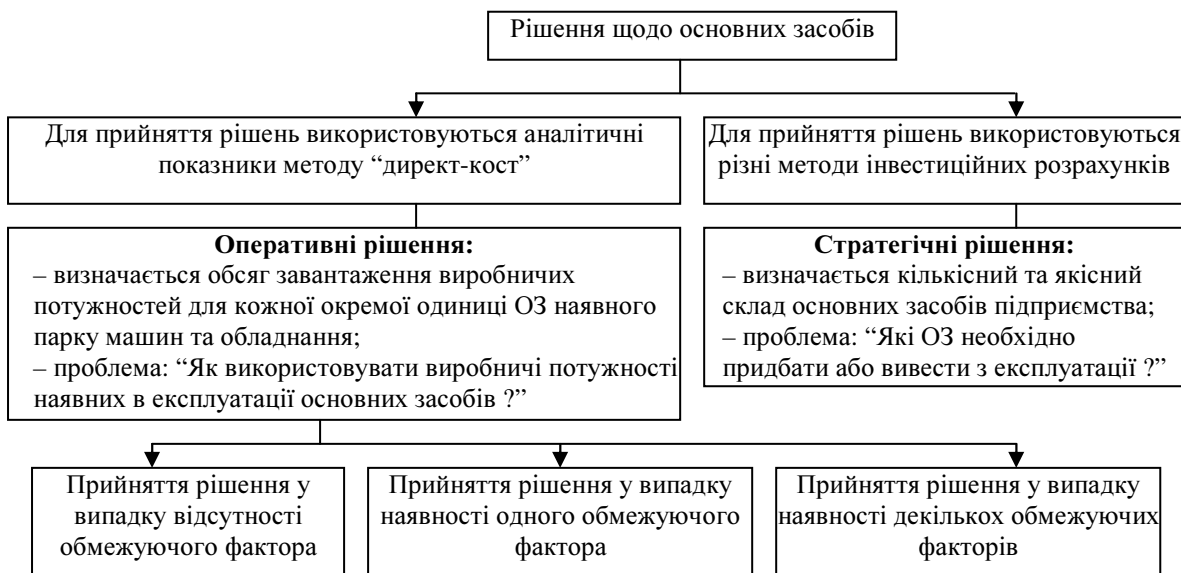 Рішення щодо основних засобів
Для прийняття рішень використовуються аналітичні
показники методу “директ-кост”
Для прийняття рішень використовуються
різні методи інвестиційних розрахунків
Оперативні рішення:
– визначається обсяг завантаження виробничих
потужностей для кожної окремої одиниці ОЗ наявного
парку машин та обладнання;
– проблема: “Як використовувати виробничі потужності
наявних в експлуатації основних засобів ?”
Стратегічні рішення:
– визначається кількісний та якісний
склад основних засобів підприємства;
– проблема: “Які ОЗ необхідно
придбати або вивести з експлуатації ?”
Прийняття рішення у
випадку відсутності
обмежуючого фактора
Прийняття рішення у випадку
наявності одного обмежуючого
фактора
Прийняття рішення у випадку
наявності декількох обмежуючих
факторів